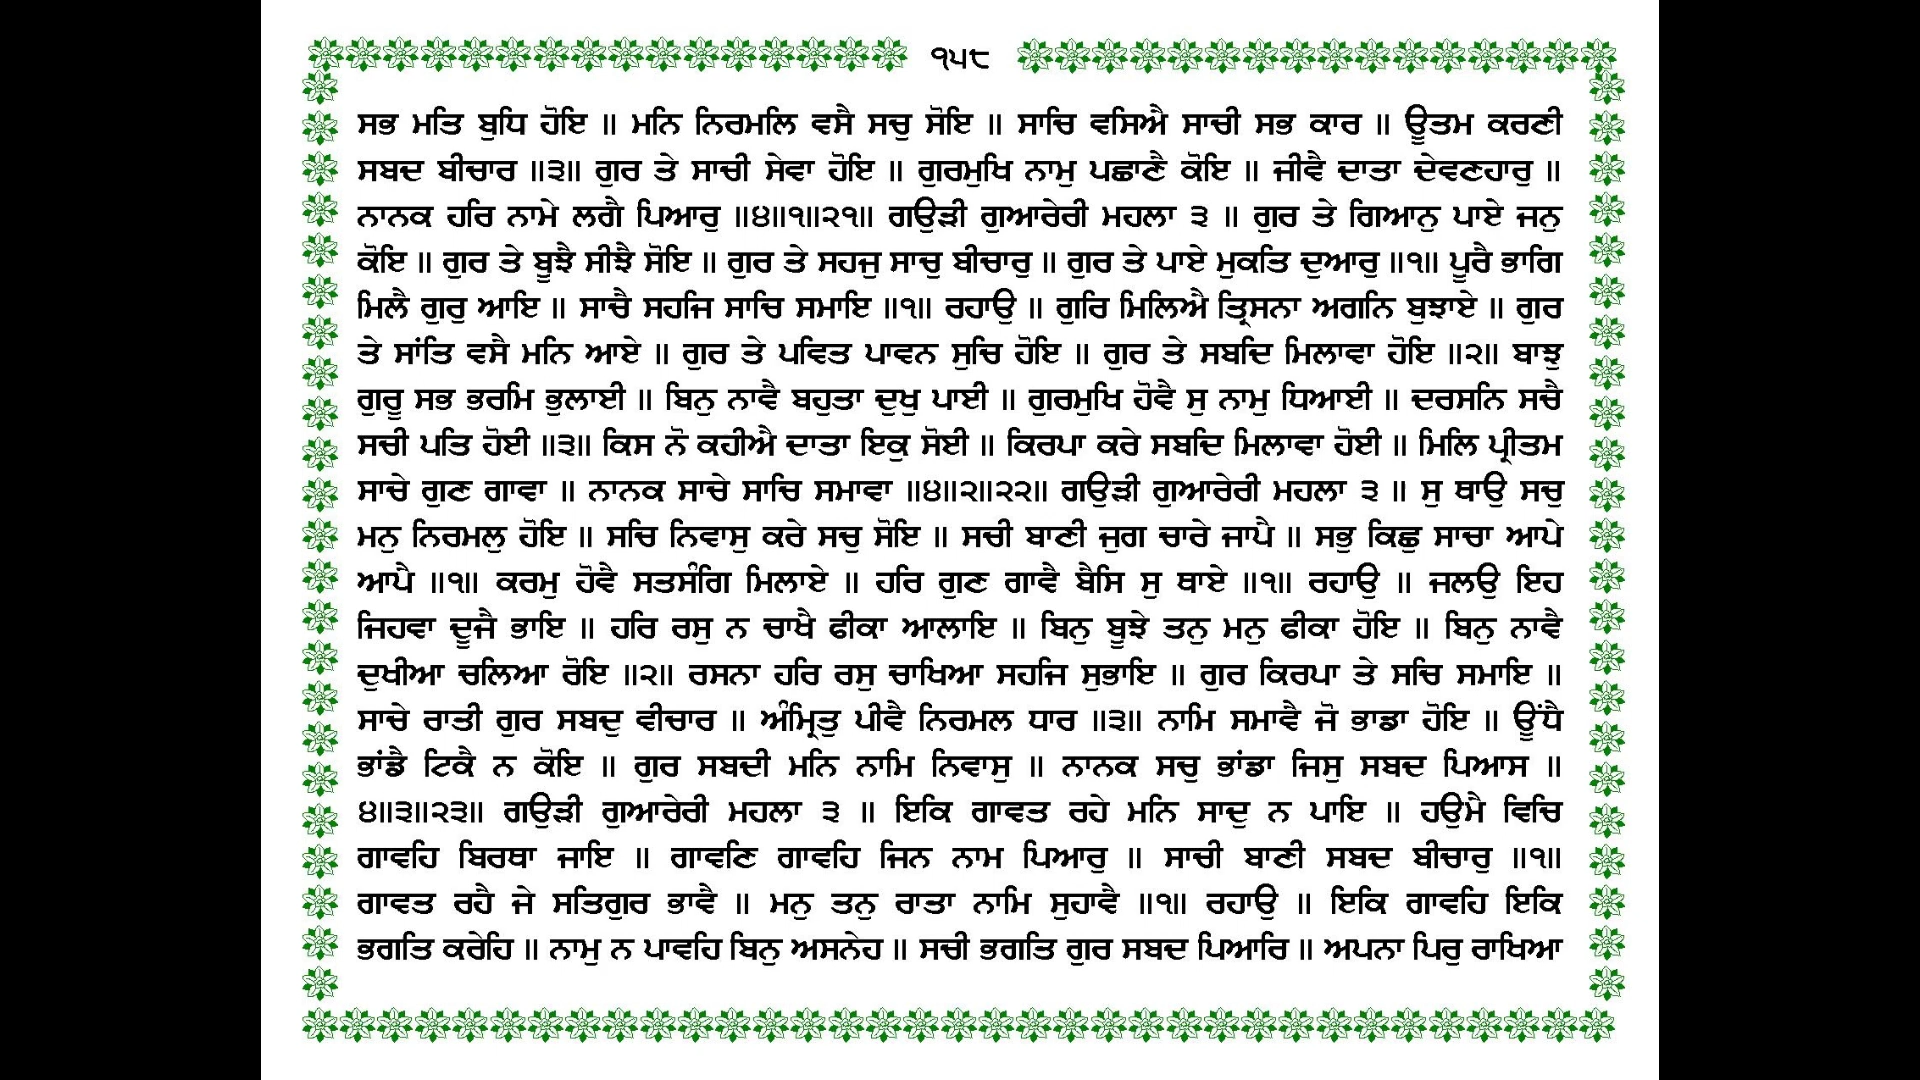 ੧੫੮
ਸਭ ਮਤਿ ਬੁਧਿ ਹੋਇ ॥ ਮਨਿ ਨਿਰਮਲਿ ਵਸੈ ਸਚੁ ਸੋਇ ॥ ਸਾਚਿ ਵਸਿਐ ਸਾਚੀ ਸਭ ਕਾਰ ॥ ਊਤਮ ਕਰਣੀ
ਸਬਦ ਬੀਚਾਰ ॥੩॥ ਗੁਰ ਤੇ ਸਾਚੀ ਸੇਵਾ ਹੋਇ ॥ ਗੁਰਮੁਖਿ ਨਾਮੁ ਪਛਾਣੈ ਕੋਇ ॥ ਜੀਵੈ ਦਾਤਾ ਦੇਵਣਹਾਰੁ ॥
ਨਾਨਕ ਹਰਿ ਨਾਮੇ ਲਗੈ ਪਿਆਰੁ ॥੪॥੧॥੨੧॥ ਗਉੜੀ ਗੁਆਰੇਰੀ ਮਹਲਾ ੩ ॥ ਗੁਰ ਤੇ ਗਿਆਨੁ ਪਾਏ ਜਨੁ
ਕੋਇ ॥ ਗੁਰ ਤੇ ਬੂਝੈ ਸੀਝੈ ਸੋਇ ॥ ਗੁਰ ਤੇ ਸਹਜੁ ਸਾਚੁ ਬੀਚਾਰੁ ॥ ਗੁਰ ਤੇ ਪਾਏ ਮੁਕਤਿ ਦੁਆਰੁ ॥੧॥ ਪੂਰੈ ਭਾਗਿ
ਮਿਲੈ ਗੁਰੁ ਆਇ ॥ ਸਾਚੈ ਸਹਜਿ ਸਾਚਿ ਸਮਾਇ ॥੧॥ ਰਹਾਉ ॥ ਗੁਰਿ ਮਿਲਿਐ ਤ੍ਰਿਸਨਾ ਅਗਨਿ ਬੁਝਾਏ ॥ ਗੁਰ
ਤੇ ਸਾਂਤਿ ਵਸੈ ਮਨਿ ਆਏ ॥ ਗੁਰ ਤੇ ਪਵਿਤ ਪਾਵਨ ਸੁਚਿ ਹੋਇ ॥ ਗੁਰ ਤੇ ਸਬਦਿ ਮਿਲਾਵਾ ਹੋਇ ॥੨॥ ਬਾਝੁ
ਗੁਰੂ ਸਭ ਭਰਮਿ ਭੁਲਾਈ ॥ ਬਿਨੁ ਨਾਵੈ ਬਹੁਤਾ ਦੁਖੁ ਪਾਈ ॥ ਗੁਰਮੁਖਿ ਹੋਵੈ ਸੁ ਨਾਮੁ ਧਿਆਈ ॥ ਦਰਸਨਿ ਸਚੈ
ਸਚੀ ਪਤਿ ਹੋਈ ॥੩॥ ਕਿਸ ਨੋ ਕਹੀਐ ਦਾਤਾ ਇਕੁ ਸੋਈ ॥ ਕਿਰਪਾ ਕਰੇ ਸਬਦਿ ਮਿਲਾਵਾ ਹੋਈ ॥ ਮਿਲਿ ਪ੍ਰੀਤਮ
ਸਾਚੇ ਗੁਣ ਗਾਵਾ ॥ ਨਾਨਕ ਸਾਚੇ ਸਾਚਿ ਸਮਾਵਾ ॥੪॥੨॥੨੨॥ ਗਉੜੀ ਗੁਆਰੇਰੀ ਮਹਲਾ ੩ ॥ ਸੁ ਥਾਉ ਸਚੁ
ਮਨੁ ਨਿਰਮਲੁ ਹੋਇ ॥ ਸਚਿ ਨਿਵਾਸੁ ਕਰੇ ਸਚੁ ਸੋਇ ॥ ਸਚੀ ਬਾਣੀ ਜੁਗ ਚਾਰੇ ਜਾਪੈ ॥ ਸਭੁ ਕਿਛੁ ਸਾਚਾ ਆਪੇ
ਆਪੈ ॥੧॥ ਕਰਮੁ ਹੋਵੈ ਸਤਸੰਗਿ ਮਿਲਾਏ ॥ ਹਰਿ ਗੁਣ ਗਾਵੈ ਬੈਸਿ ਸੁ ਥਾਏ ॥੧॥ ਰਹਾਉ ॥ ਜਲਉ ਇਹ
ਜਿਹਵਾ ਦੂਜੈ ਭਾਇ ॥ ਹਰਿ ਰਸੁ ਨ ਚਾਖੈ ਫੀਕਾ ਆਲਾਇ ॥ ਬਿਨੁ ਬੂਝੇ ਤਨੁ ਮਨੁ ਫੀਕਾ ਹੋਇ ॥ ਬਿਨੁ ਨਾਵੈ
ਦੁਖੀਆ ਚਲਿਆ ਰੋਇ ॥੨॥ ਰਸਨਾ ਹਰਿ ਰਸੁ ਚਾਖਿਆ ਸਹਜਿ ਸੁਭਾਇ ॥ ਗੁਰ ਕਿਰਪਾ ਤੇ ਸਚਿ ਸਮਾਇ ॥
ਸਾਚੇ ਰਾਤੀ ਗੁਰ ਸਬਦੁ ਵੀਚਾਰ ॥ ਅੰਮ੍ਰਿਤੁ ਪੀਵੈ ਨਿਰਮਲ ਧਾਰ ॥੩॥ ਨਾਮਿ ਸਮਾਵੈ ਜੋ ਭਾਡਾ ਹੋਇ ॥ ਊਂਧੈ
ਭਾਂਡੈ ਟਿਕੈ ਨ ਕੋਇ ॥ ਗੁਰ ਸਬਦੀ ਮਨਿ ਨਾਮਿ ਨਿਵਾਸੁ ॥ ਨਾਨਕ ਸਚੁ ਭਾਂਡਾ ਜਿਸੁ ਸਬਦ ਪਿਆਸ ॥
੪॥੩॥੨੩॥ ਗਉੜੀ ਗੁਆਰੇਰੀ ਮਹਲਾ ੩ ॥ ਇਕਿ ਗਾਵਤ ਰਹੇ ਮਨਿ ਸਾਦੁ ਨ ਪਾਇ ॥ ਹਉਮੈ ਵਿਚਿ
ਗਾਵਹਿ ਬਿਰਥਾ ਜਾਇ ॥ ਗਾਵਣਿ ਗਾਵਹਿ ਜਿਨ ਨਾਮ ਪਿਆਰੁ ॥ ਸਾਚੀ ਬਾਣੀ ਸਬਦ ਬੀਚਾਰੁ ॥੧॥
ਗਾਵਤ ਰਹੈ ਜੇ ਸਤਿਗੁਰ ਭਾਵੈ ॥ ਮਨੁ ਤਨੁ ਰਾਤਾ ਨਾਮਿ ਸੁਹਾਵੈ ॥੧॥ ਰਹਾਉ ॥ ਇਕਿ ਗਾਵਹਿ ਇਕਿ
ਭਗਤਿ ਕਰੇਹਿ ॥ ਨਾਮੁ ਨ ਪਾਵਹਿ ਬਿਨੁ ਅਸਨੇਹ ॥ ਸਚੀ ਭਗਤਿ ਗੁਰ ਸਬਦ ਪਿਆਰਿ ॥ ਅਪਨਾ ਪਿਰੁ ਰਾਖਿਆ